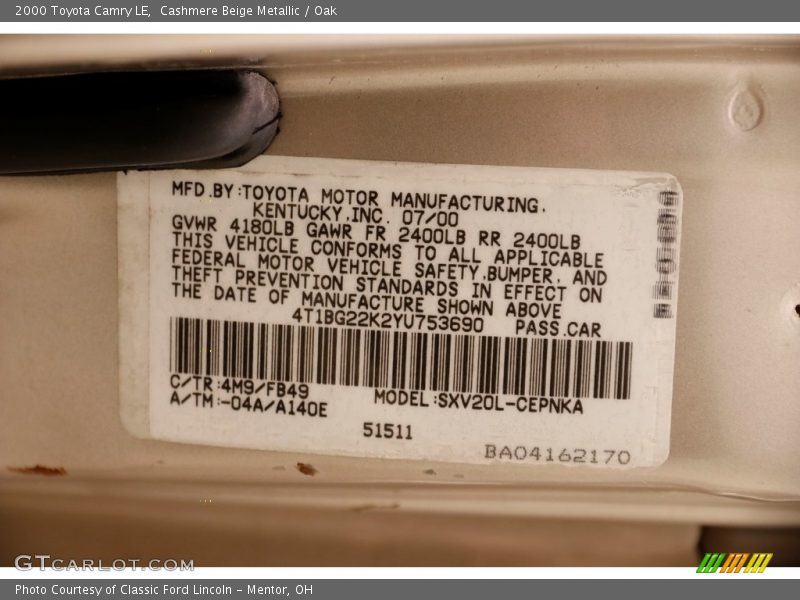 2000 Toyota Camry LE, Cashmere Beige Metallic / Oak
MFD.BY:TOYOTA MOTOR MANUFACTURING.
KENTUCKY,INC. 07/00
GVWR 4180LB GAWR FR 2400LB RR 2400LB
THIS VEHICLE CONFORMS TO ALL APPLICABLE
FEDERAL MOTOR VEHICLE SAFETY,BUMPER, AND
THEFT PREVENTION STANDARDS IN EFFECT ON
THE DATE OF MANUFACTURE SHOWN ABOVE
4T1BG22K2YU753690 PASS.CAR
C/TR:4M9/FB49
MODEL:SXV20L-CEPNKA
A/TM:-04A/A140E
51511
BA04162170
GTCARLOT.COM
Photo Courtesy of Classic Ford Lincoln - Mentor, OH